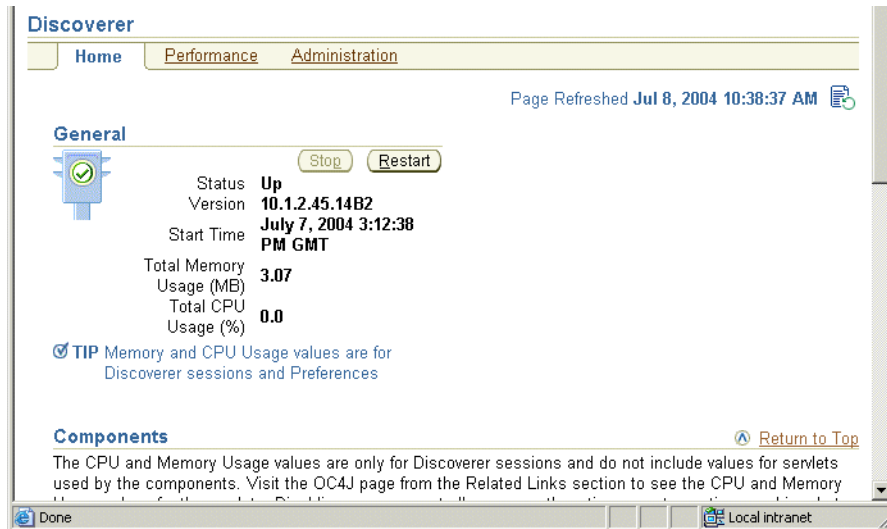 Discoverer
Home Performance Administration
Page Refreshed Jul 8, 2004 10:38:37 AM
General
Stop Restart
Status Up
Version 10.1.2.45.14B2
Start Time July 7, 2004 3:12:38
PM GMT
Total Memory
Usage (MB) 3.07
Total CPU
Usage (%) 0.0
TIP Memory and CPU Usage values are for
Discoverer sessions and Preferences
Components Return to Top
The CPU and Memory Usage values are only for Discoverer sessions and do not include values for servlets
used by the components. Visit the OC4J page from the Related Links section to see the CPU and Memory
Done Local intranet